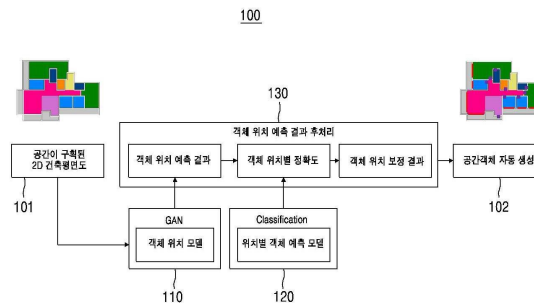 100
130
객체 위치 예측 결과 후처리
공간이 구획된
2D 건축평면도
객체 위치 예측 결과
객체 위치별 정확도
객체 위치 보정 결과
공간객체 자동 생성
101
102
GAN
Classification
객체 위치 모델
위치별 객체 예측 모델
110
120